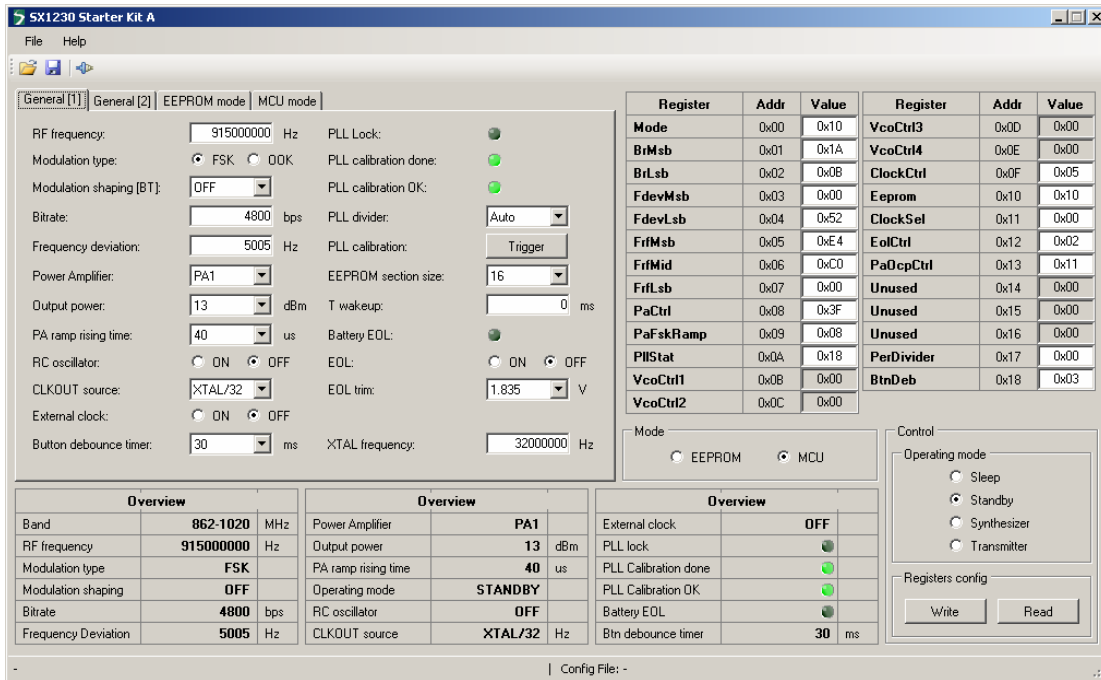 SX1230 Starter Kit A
File Help
General [1] General [2] EEPROM mode MCU mode
RF frequency: 915000000 Hz PLL Lock:
Modulation type: FSK OOK PLL calibration done:
Modulation shaping [BT]: OFF PLL calibration OK:
Bitrate: 4800 bps PLL divider: Auto
Frequency deviation: 5005 Hz PLL calibration: Trigger
Power Amplifier: PA1 EEPROM section size: 16
Output power: 13 dBm T wakeup: 0 ms
PA ramp rising time: 40 us Battery EOL:
RC oscillator: ON OFF EOL: ON OFF
CLKOUT source: XTAL/32 EOL trim: 1.835 V
External clock: ON OFF
Button debounce timer: 30 ms XTAL frequency: 32000000 Hz
Register Addr Value Register Addr Value
Mode 0x00 0x10 VcoCtrl3 0x0D 0x00
BrMsb 0x01 0x1A VcoCtrl4 0x0E 0x00
BrLsb 0x02 0x0B ClockCtrl 0x0F 0x05
FdevMsb 0x03 0x00 Eeprom 0x10 0x10
FdevLsb 0x04 0x52 ClockSel 0x11 0x00
FrfMsb 0x05 0xE4 EolCtrl 0x12 0x02
FrfMid 0x06 0xC0 PaOcpCtrl 0x13 0x11
FrfLsb 0x07 0x00 Unused 0x14 0x00
PaCtrl 0x08 0x3F Unused 0x15 0x00
PaFskRamp 0x09 0x08 Unused 0x16 0x00
PllStat 0x0A 0x18 PerDivider 0x17 0x00
VcoCtrl1 0x0B 0x00 BtnDeb 0x18 0x03
VcoCtrl2 0x0C 0x00
Mode
EEPROM MCU
Control
Operating mode
Sleep
Standby
Synthesizer
Transmitter
Registers config
Write Read
Overview Overview Overview
Band 862-1020 MHz Power Amplifier PA1 External clock OFF
RF frequency 915000000 Hz Output power 13 dBm PLL lock
Modulation type FSK PA ramp rising time 40 us PLL Calibration done
Modulation shaping OFF Operating mode STANDBY PLL Calibration OK
Bitrate 4800 bps RC oscillator OFF Battery EOL
Frequency Deviation 5005 Hz CLKOUT source XTAL/32 Hz Btn debounce timer 30 ms
- | Config File: -